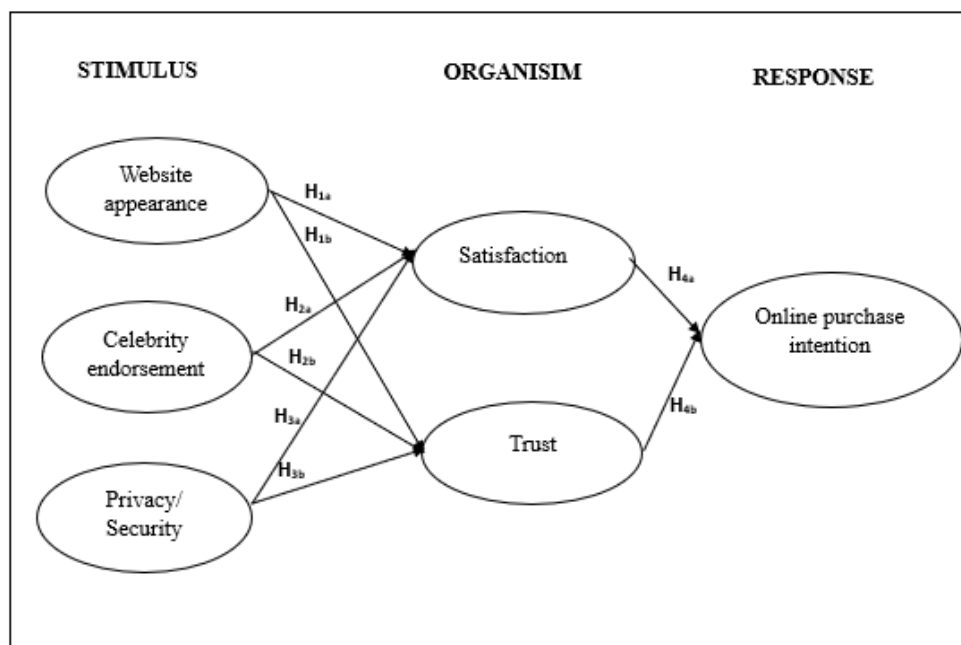 STIMULUS
ORGANISIM
RESPONSE
Website
appearance
H1a
H1b
Satisfaction
H4a
Celebrity
endorsement
H2a
H2b
Online purchase
intention
H3a
H4b
Trust
H3b
Privacy/
Security